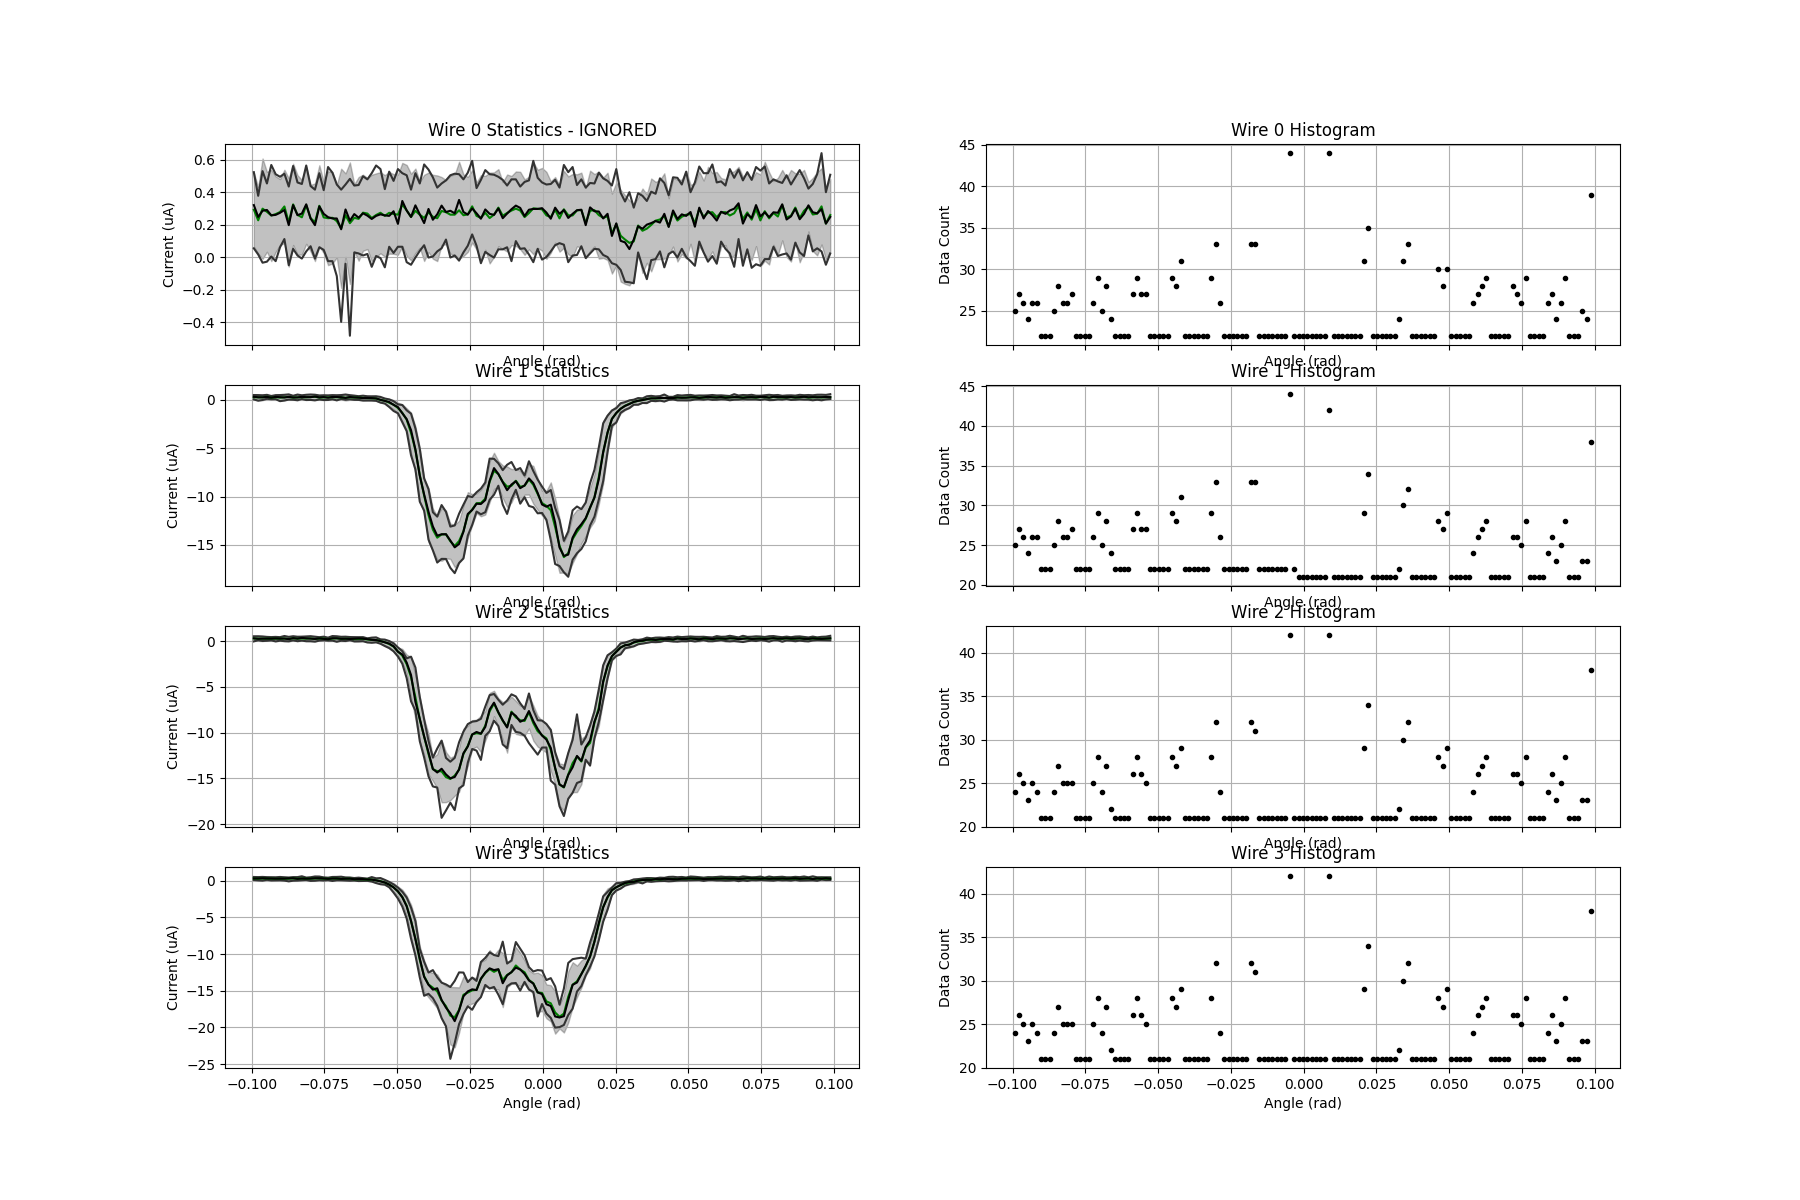 Wire 0 Statistics - IGNORED
Current (uA)
0.6
0.4
0.2
0.0
−0.2
−0.4
Angle (rad)
Wire 0 Histogram
Data Count
45
40
35
30
25
Angle (rad)
Wire 1 Statistics
Current (uA)
0
−5
−10
−15
Angle (rad)
Wire 1 Histogram
Data Count
45
40
35
30
25
20
Angle (rad)
Wire 2 Statistics
Current (uA)
0
−5
−10
−15
−20
Angle (rad)
Wire 2 Histogram
Data Count
40
35
30
25
20
Angle (rad)
Wire 3 Statistics
Current (uA)
0
−5
−10
−15
−20
−25
−0.100 −0.075 −0.050 −0.025 0.000 0.025 0.050 0.075 0.100
Angle (rad)
Wire 3 Histogram
Data Count
40
35
30
25
20
−0.100 −0.075 −0.050 −0.025 0.000 0.025 0.050 0.075 0.100
Angle (rad)